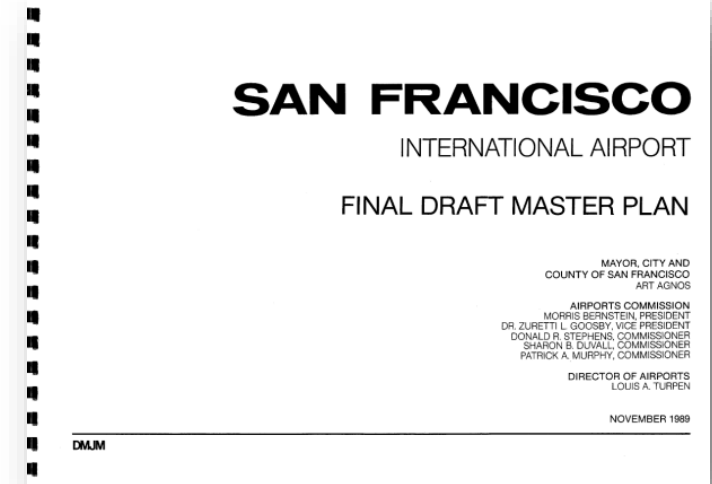 SAN FRANCISCO
INTERNATIONAL AIRPORT
FINAL DRAFT MASTER PLAN
MAYOR, CITY AND
COUNTY OF SAN FRANCISCO
ART AGNOS
AIRPORTS COMMISSION
MORRIS BERNSTEIN, PRESIDENT
DR. ZURETTI L. GOOSBY, VICE PRESIDENT
DONALD R. STEPHENS, COMMISSIONER
SHARON B. DUVALL, COMMISSIONER
PATRICK A. MURPHY, COMMISSIONER
DIRECTOR OF AIRPORTS
LOUIS A. TURPEN
NOVEMBER 1989
DMJM